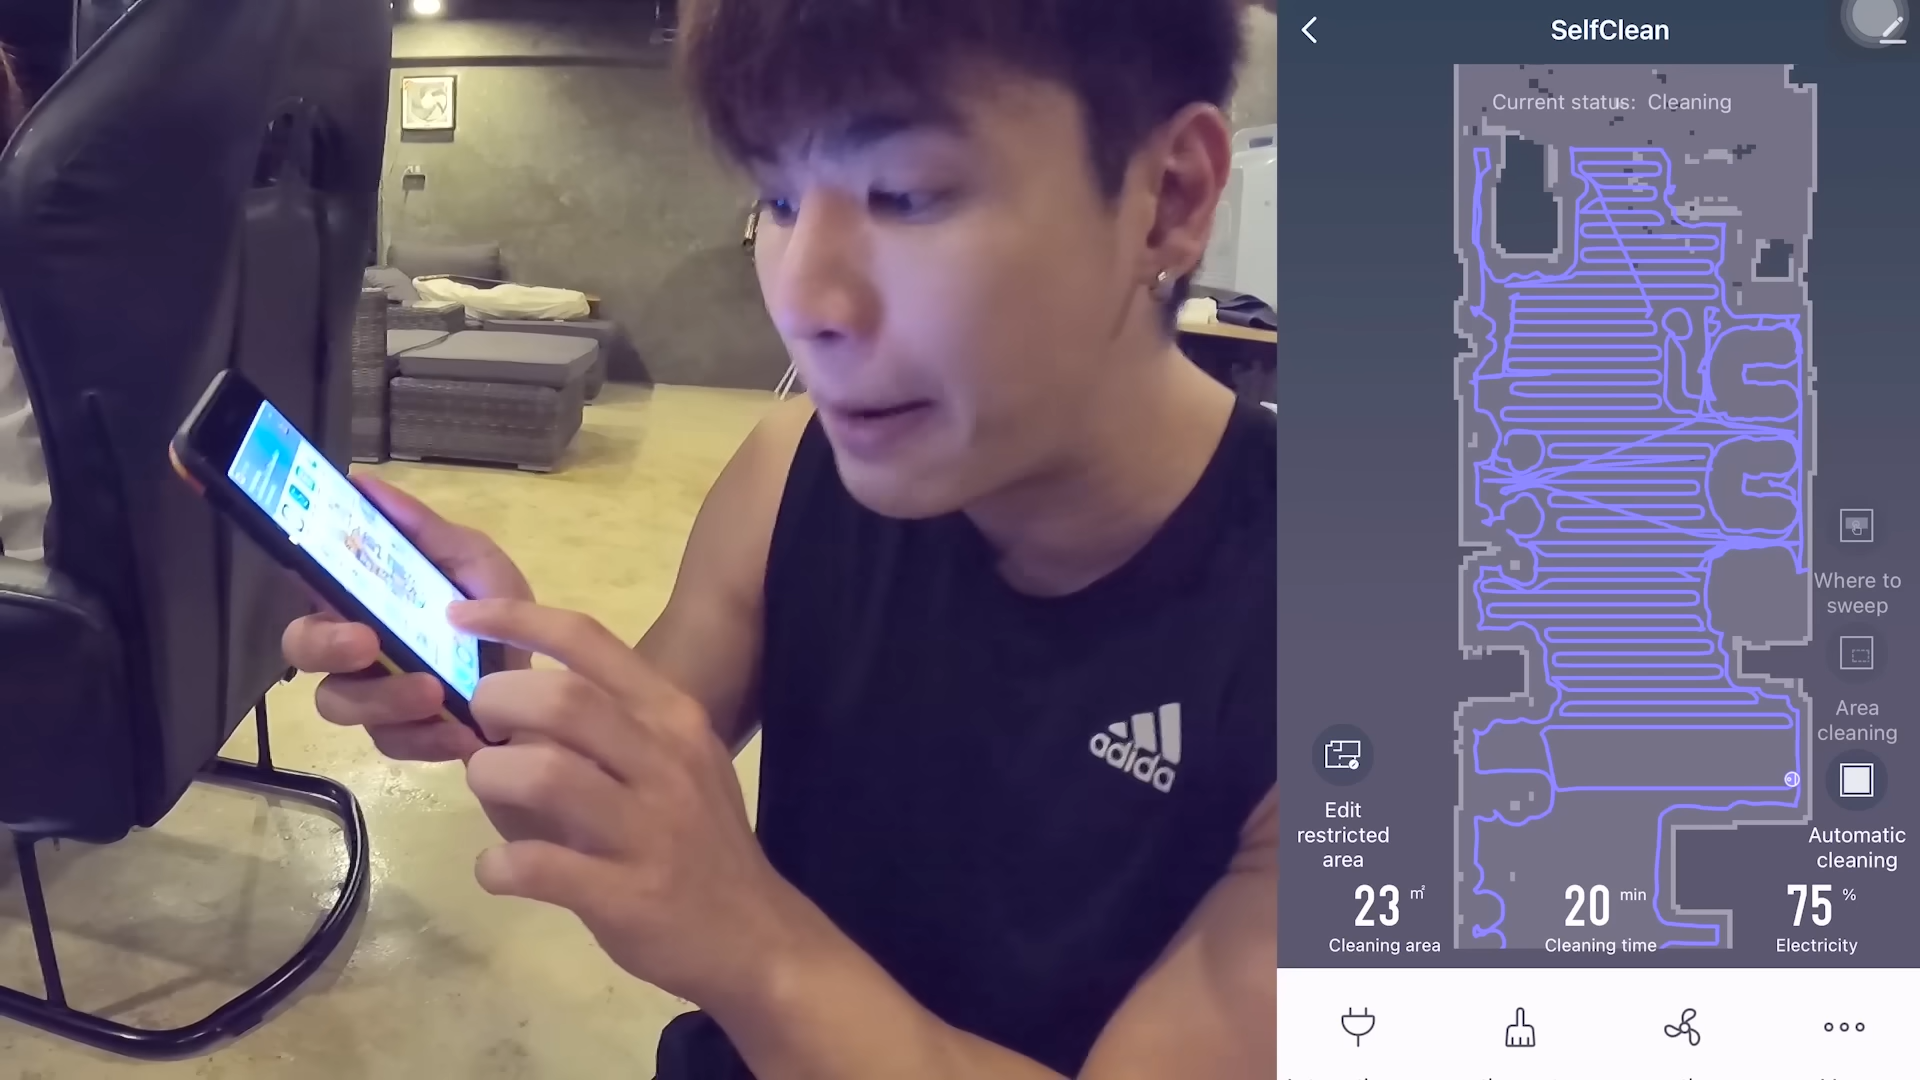 adidas
SelfClean
Current status: Cleaning
Where to
sweep
Area
cleaning
Edit
restricted
area
Automatic
cleaning
23 m²
Cleaning area
20 min
Cleaning time
75 %
Electricity